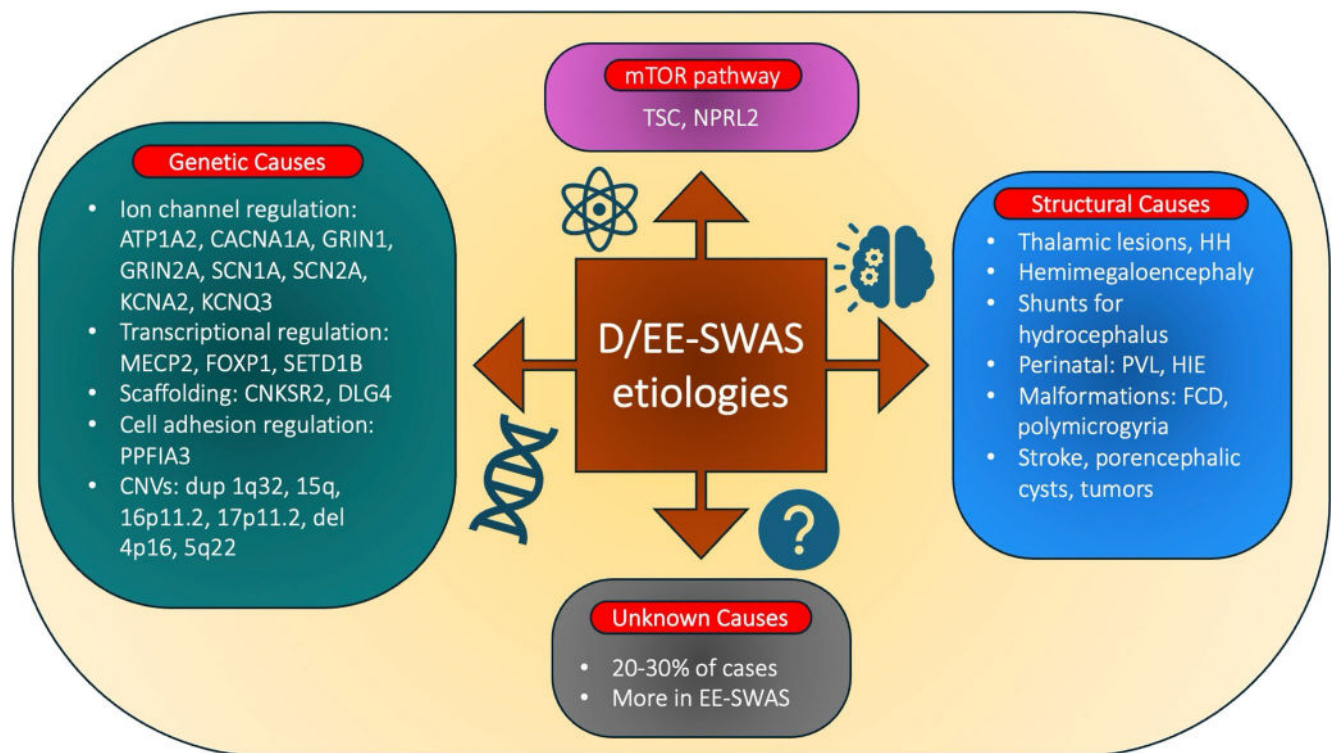 mTOR pathway
TSC, NPRL2
Genetic Causes
• Ion channel regulation:
ATP1A2, CACNA1A, GRIN1,
GRIN2A, SCN1A, SCN2A,
KCNA2, KCNQ3
• Transcriptional regulation:
MECP2, FOXP1, SETD1B
• Scaffolding: CNKSR2, DLG4
• Cell adhesion regulation:
PPFIA3
• CNVs: dup 1q32, 15q,
16p11.2, 17p11.2, del
4p16, 5q22
D/EE-SWAS
etiologies
Structural Causes
• Thalamic lesions, HH
• Hemimegaloencephaly
• Shunts for
hydrocephalus
• Perinatal: PVL, HIE
• Malformations: FCD,
polymicrogyria
• Stroke, porencephalic
cysts, tumors
?
Unknown Causes
• 20-30% of cases
• More in EE-SWAS